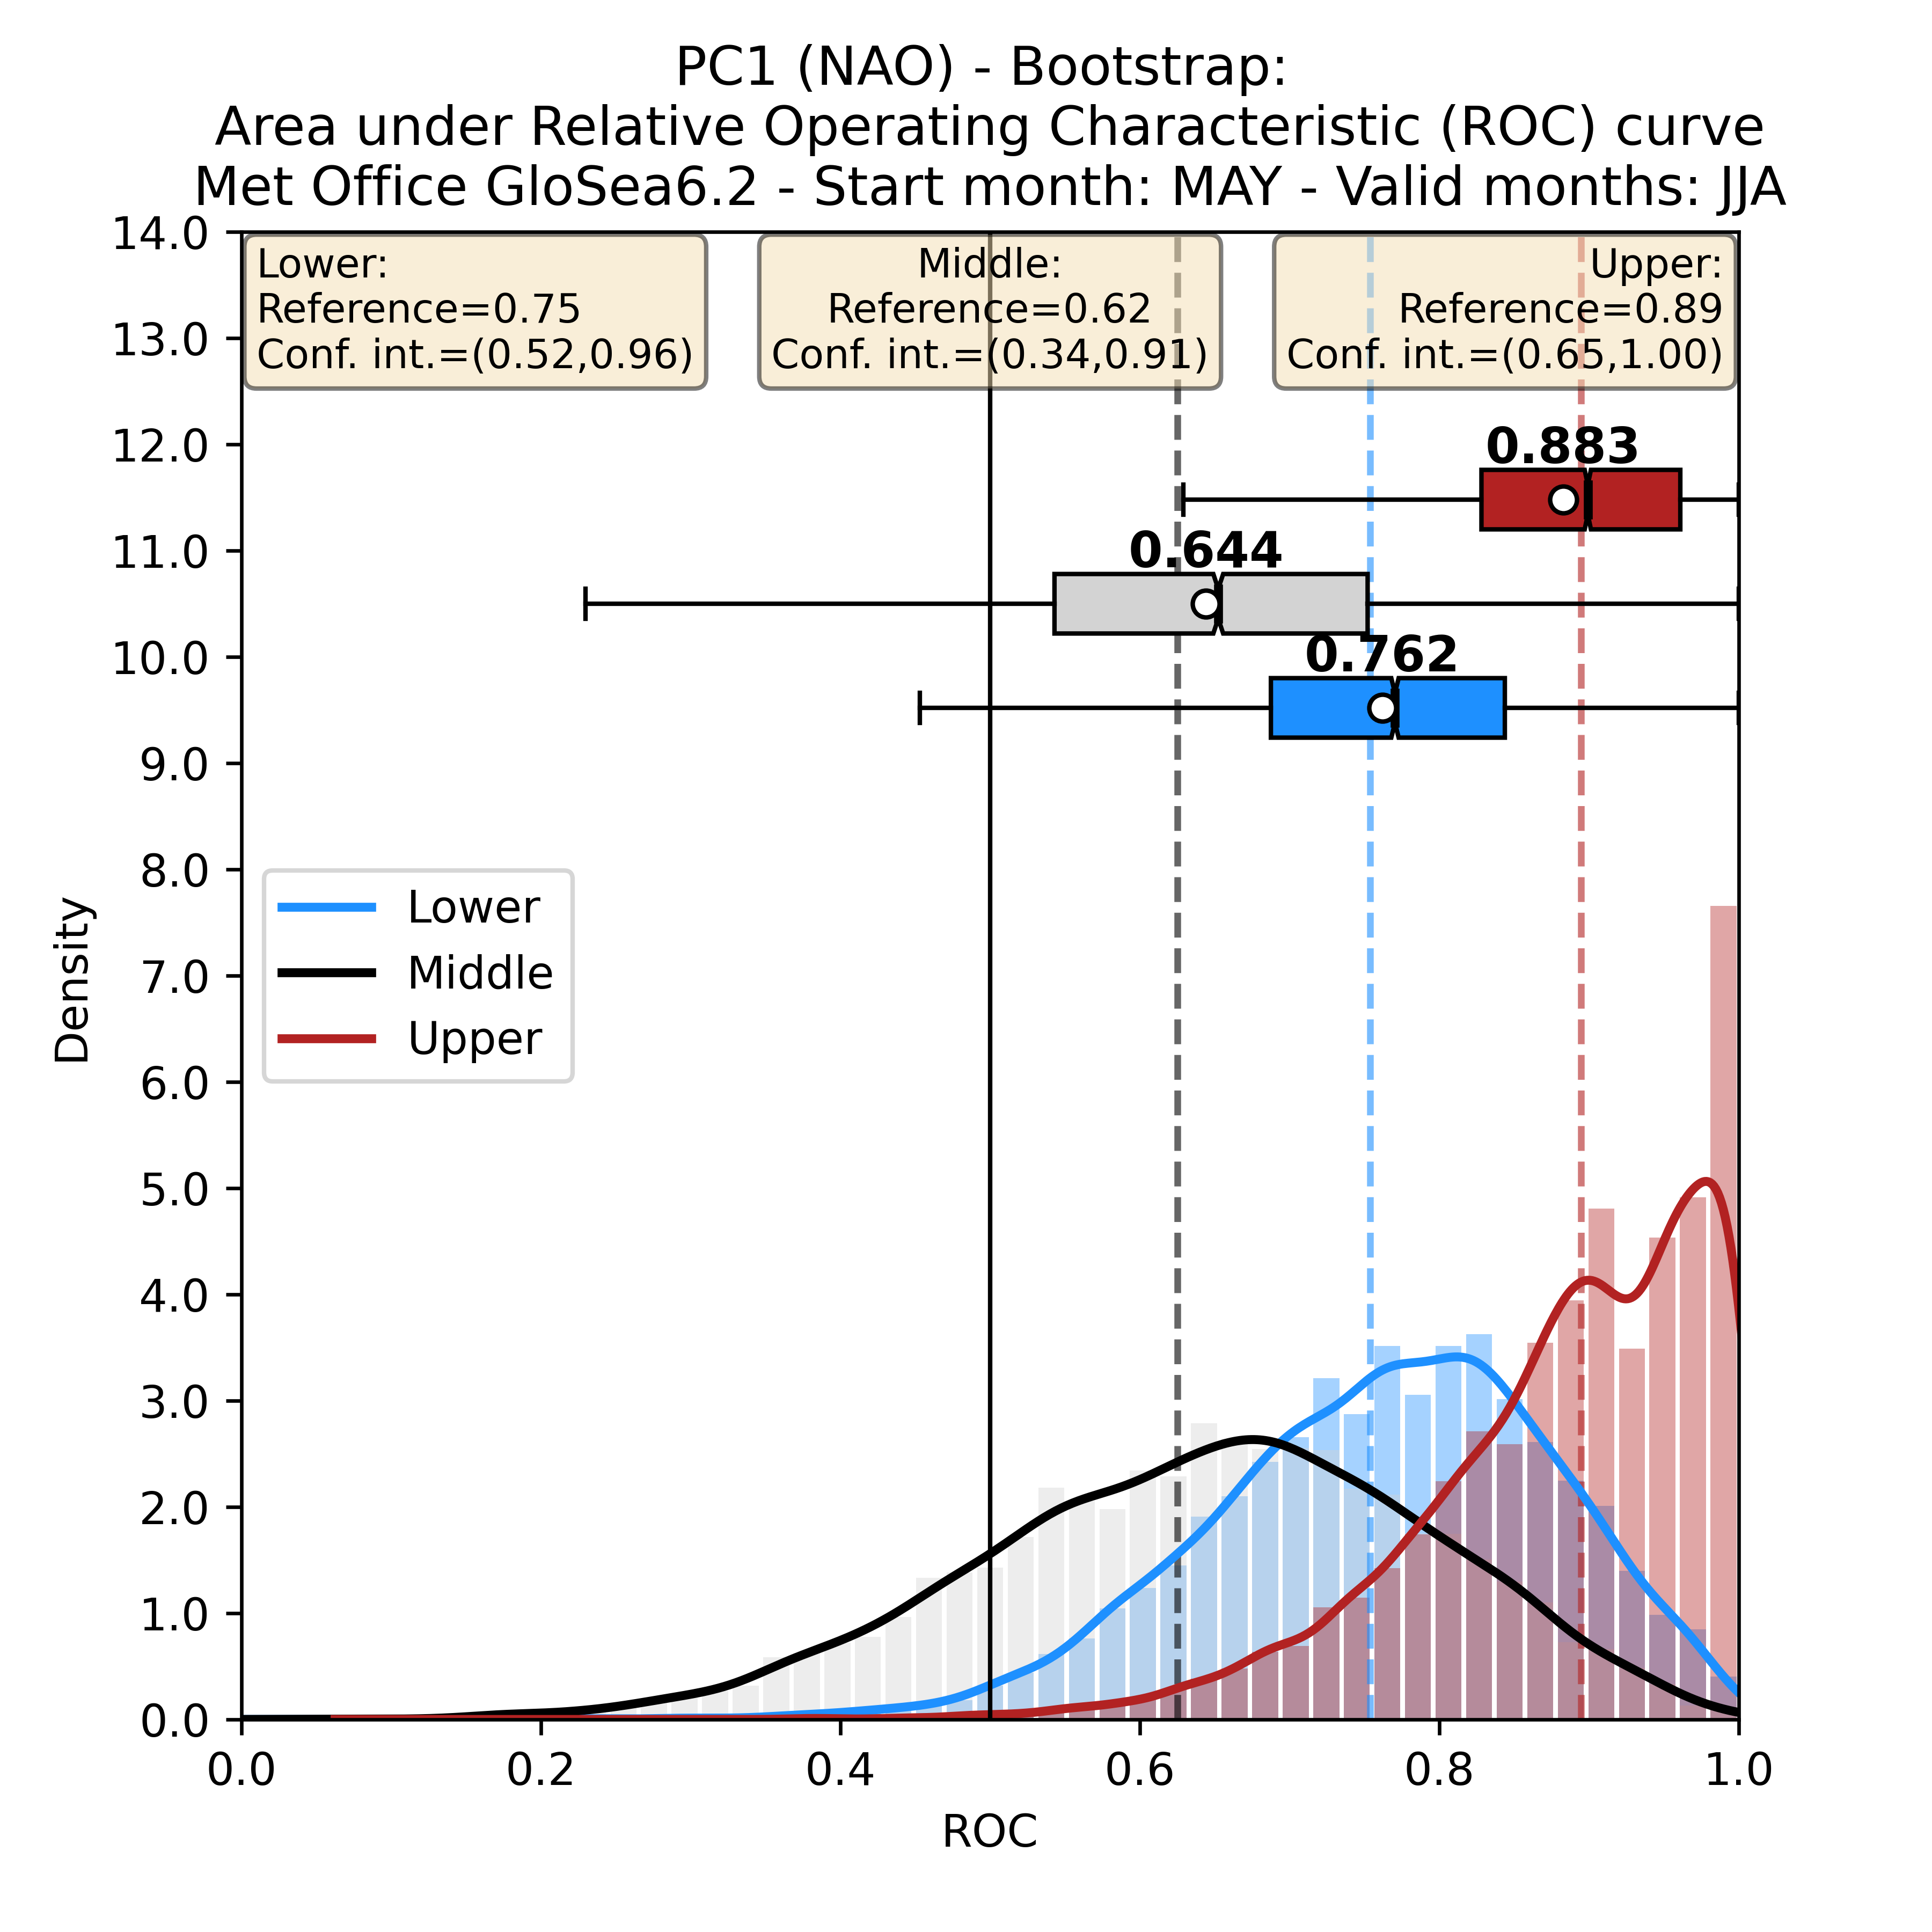 PC1 (NAO) - Bootstrap:
Area under Relative Operating Characteristic (ROC) curve
Met Office GloSea6.2 - Start month: MAY - Valid months: JJA
Lower:
Reference=0.75
Conf. int.=(0.52,0.96)
Middle:
Reference=0.62
Conf. int.=(0.34,0.91)
Upper:
Reference=0.89
Conf. int.=(0.65,1.00)
14.0
13.0
12.0
11.0
10.0
9.0
8.0
7.0
6.0
5.0
4.0
3.0
2.0
1.0
0.0
Density
0.883
0.644
0.762
Lower
Middle
Upper
0.0
0.2
0.4
0.6
0.8
1.0
ROC